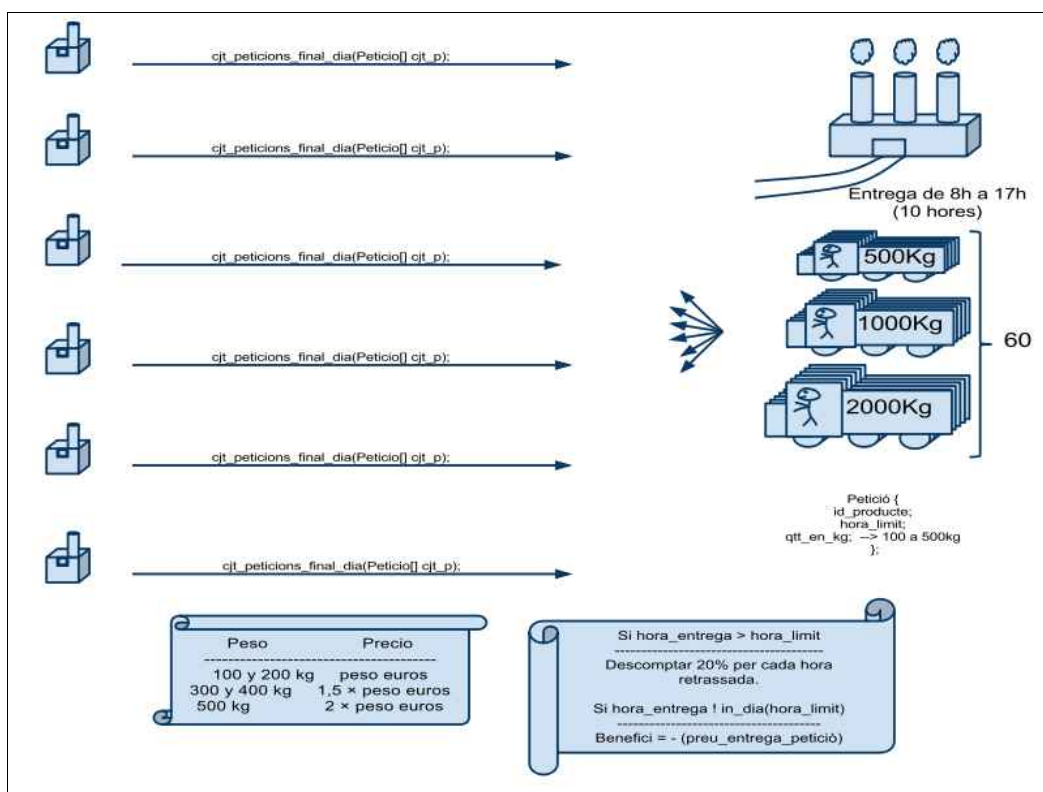 cjt_peticions_final_dia(Peticio[] cjt_p);
cjt_peticions_final_dia(Peticio[] cjt_p);
cjt_peticions_final_dia(Peticio[] cjt_p);
cjt_peticions_final_dia(Peticio[] cjt_p);
cjt_peticions_final_dia(Peticio[] cjt_p);
cjt_peticions_final_dia(Peticio[] cjt_p);
Entrega de 8h a 17h
(10 hores)
500Kg
1000Kg
2000Kg
60
Petició {
id_producte;
hora_limit;
qtt_en_kg; --> 100 a 500kg
};
Peso Precio
---------------------------------------
100 y 200 kg peso euros
300 y 400 kg 1,5 × peso euros
500 kg 2 × peso euros
Si hora_entrega > hora_limit
-----------------------------------
Descomptar 20% per cada hora
retrassada.
Si hora_entrega ! in_dia(hora_limit)
-----------------------------------
Benefici = - (preu_entrega_petició)